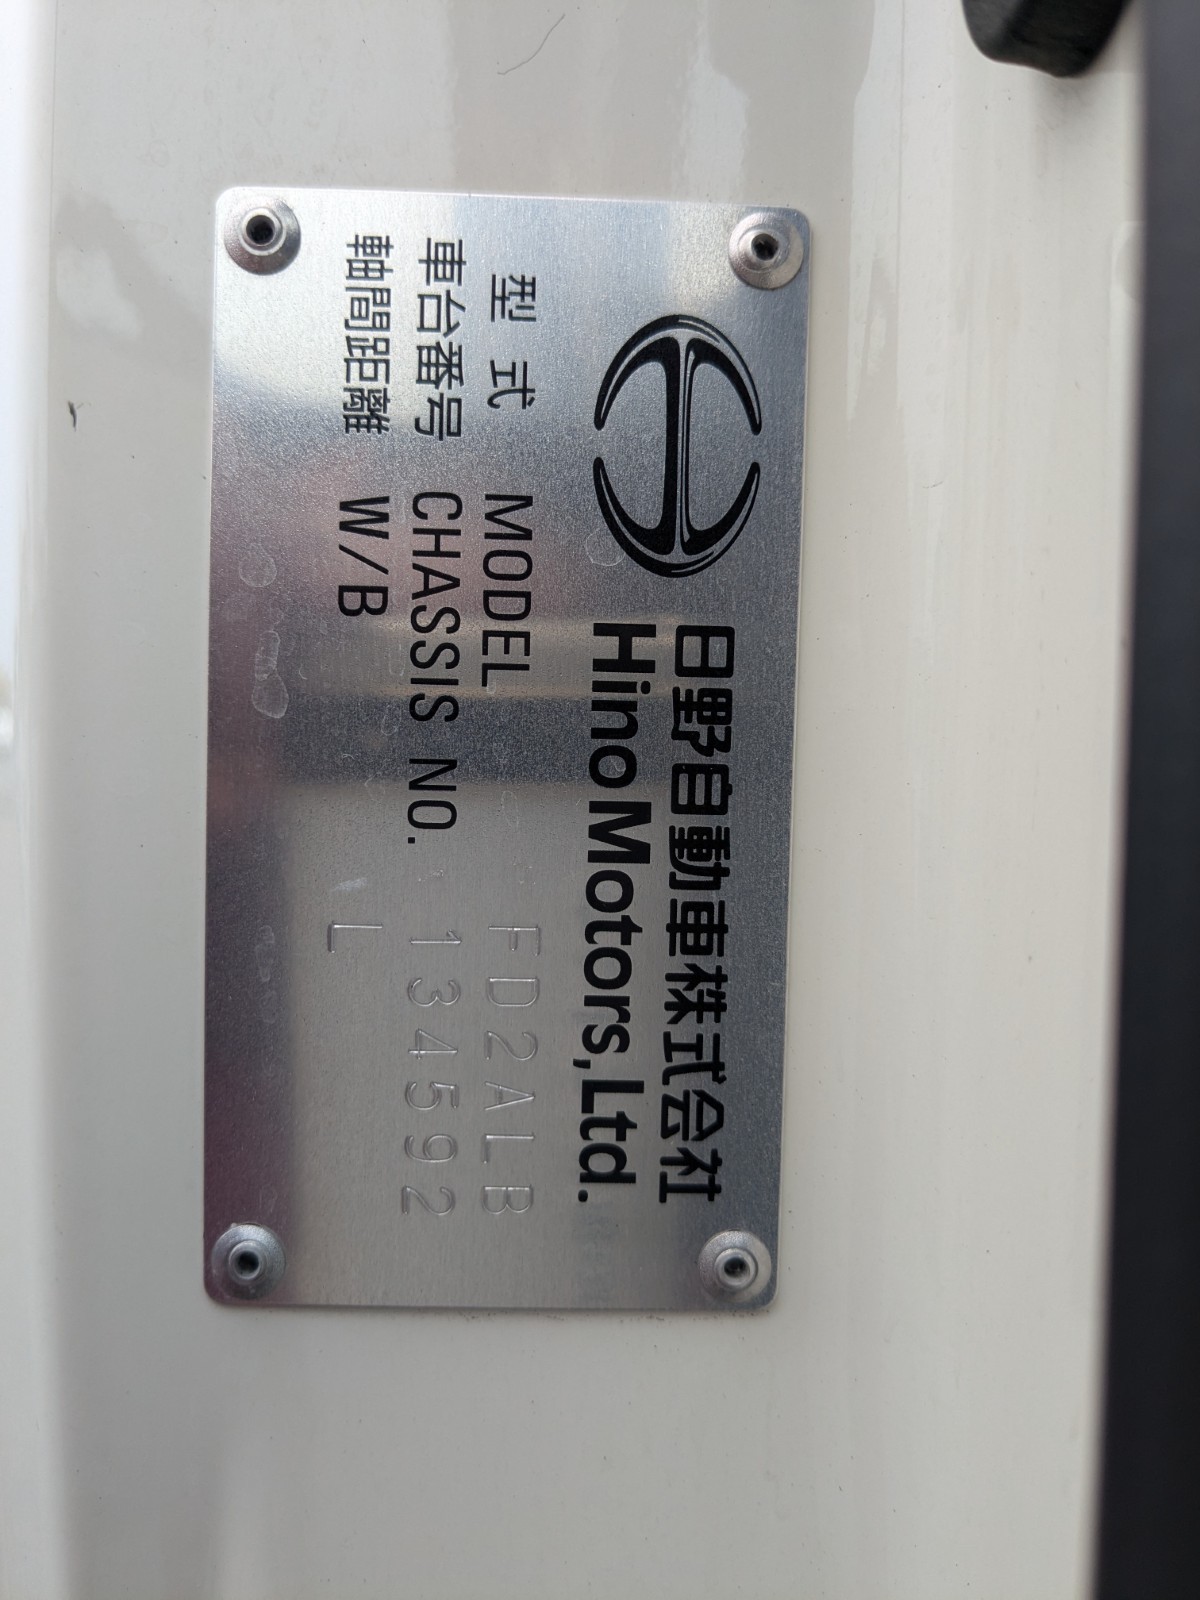 日野自動車株式会社
Hino Motors, Ltd.
型式 MODEL FD2ALB
車台番号 CHASSIS NO. 134592
軸間距離 W/B L